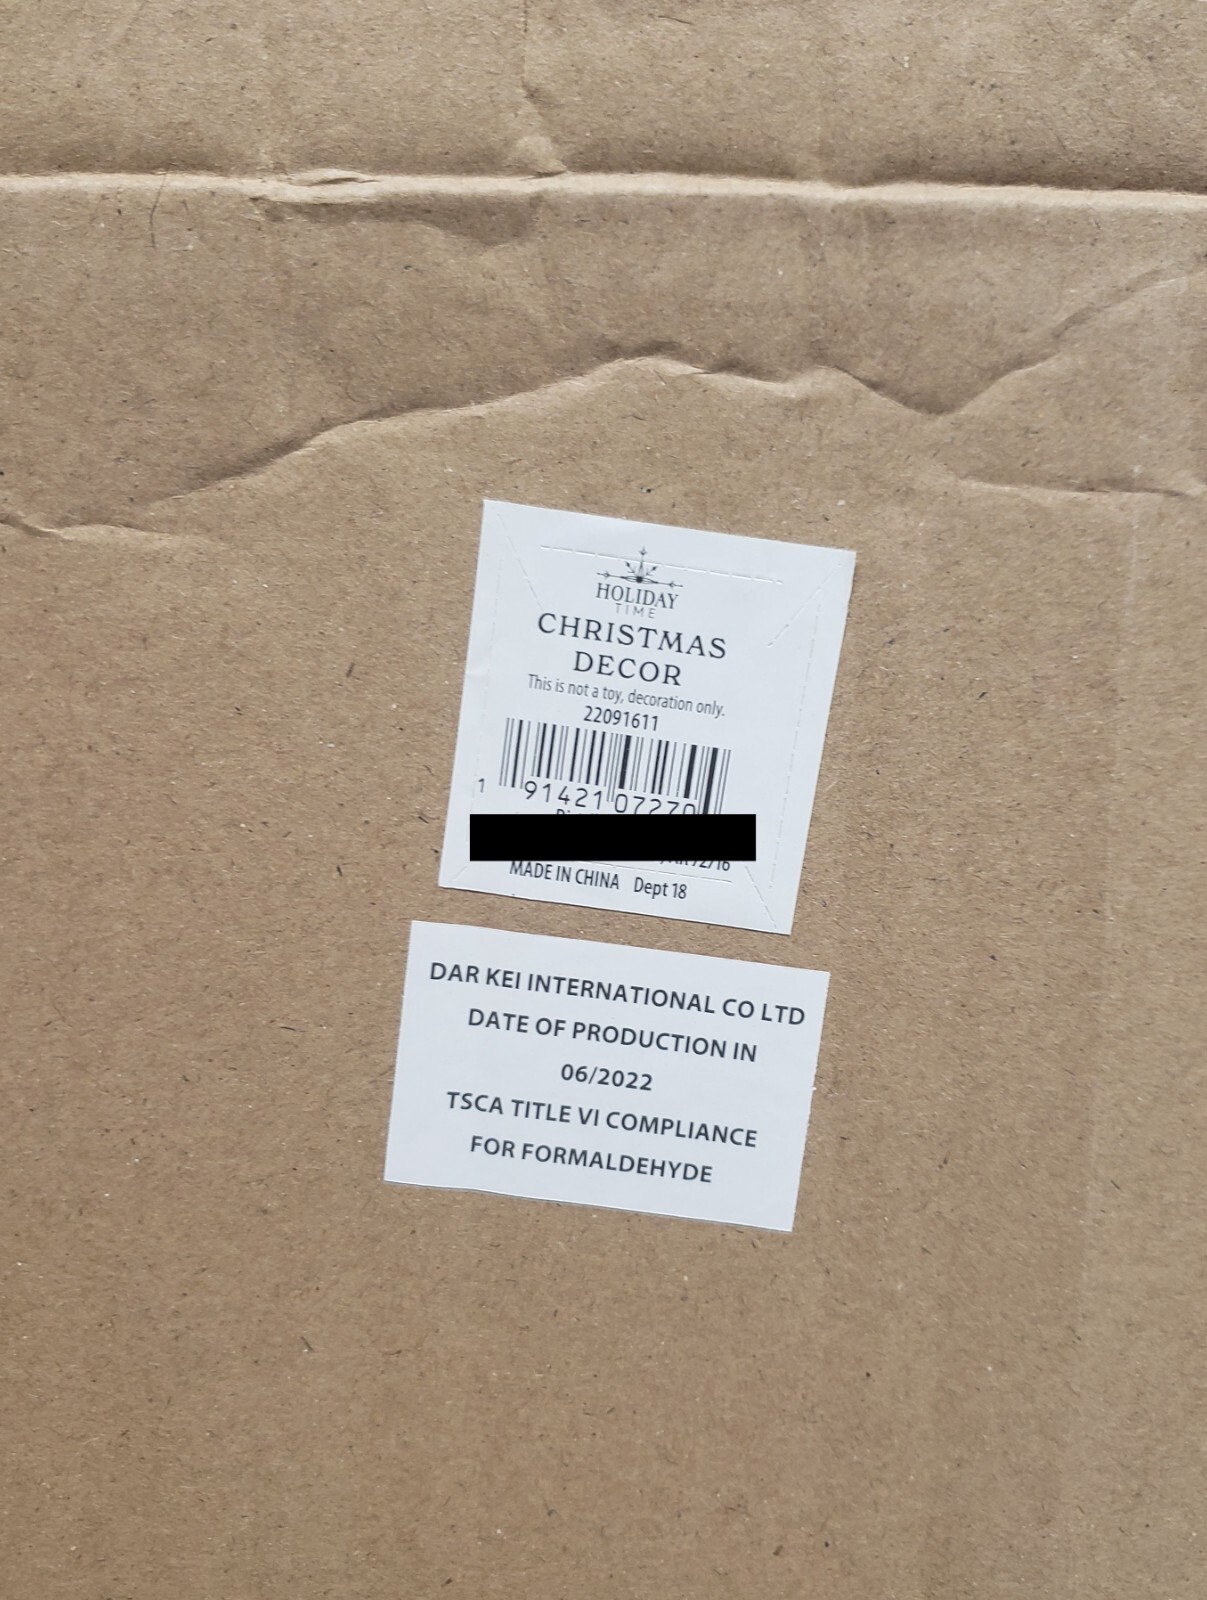 HOLIDAY
TIME
CHRISTMAS
DECOR
This is not a toy, decoration only.
22091611
1 91421 07270
MADE IN CHINA Dept 18
DAR KEI INTERNATIONAL CO LTD
DATE OF PRODUCTION IN
06/2022
TSCA TITLE VI COMPLIANCE
FOR FORMALDEHYDE